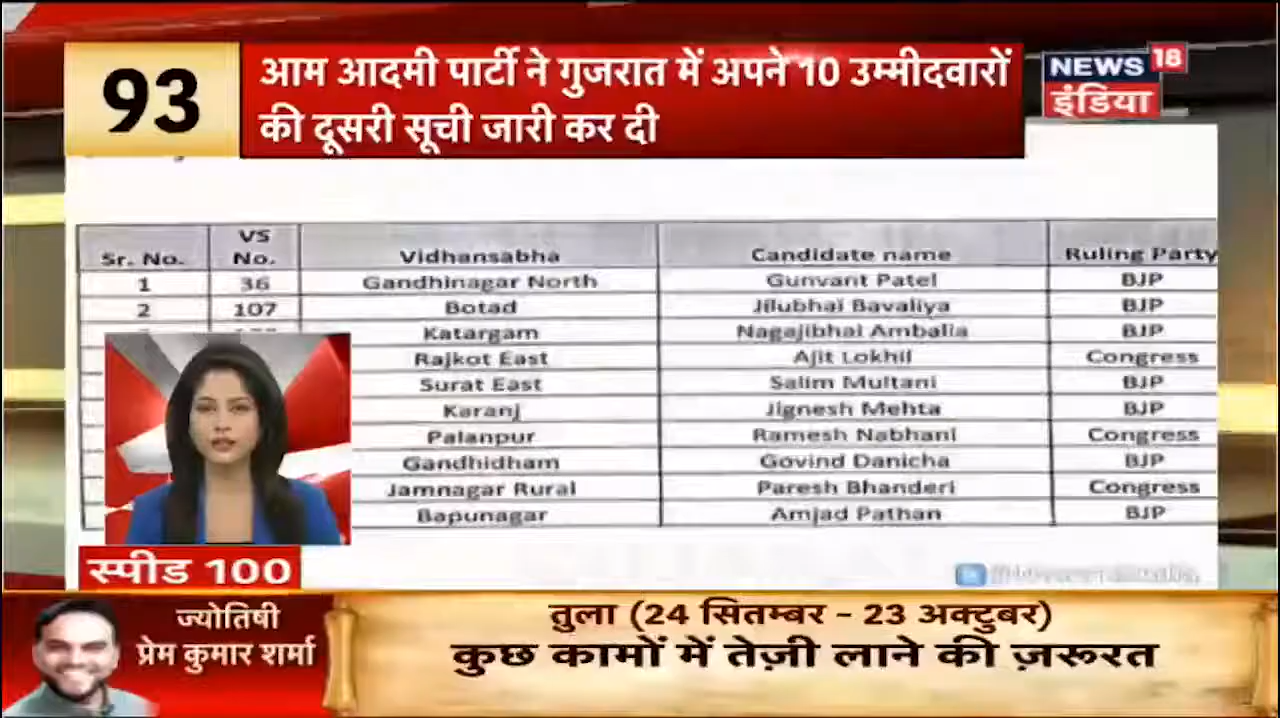 93
आम आदमी पार्टी ने गुजरात में अपने 10 उम्मीदवारों
की दूसरी सूची जारी कर दी
NEWS 18
इंडिया
Sr. No. VS No. Vidhansabha Candidate name Ruling Party
1 36 Gandhinagar North Gunvant Patel BJP
2 107 Botad Jilubhai Bavaliya BJP
Katargam Nagajibhai Ambalia BJP
Rajkot East Ajit Lokhil Congress
Surat East Salim Multani BJP
Karanj Jignesh Mehta BJP
Palanpur Ramesh Nabhani Congress
Gandhidham Govind Danicha BJP
Jamnagar Rural Paresh Bhanderi Congress
Bapunagar Amjad Pathan BJP
स्पीड 100
ज्योतिषी
प्रेम कुमार शर्मा
तुला (24 सितम्बर - 23 अक्टुबर)
कुछ कामों में तेज़ी लाने की ज़रूरत